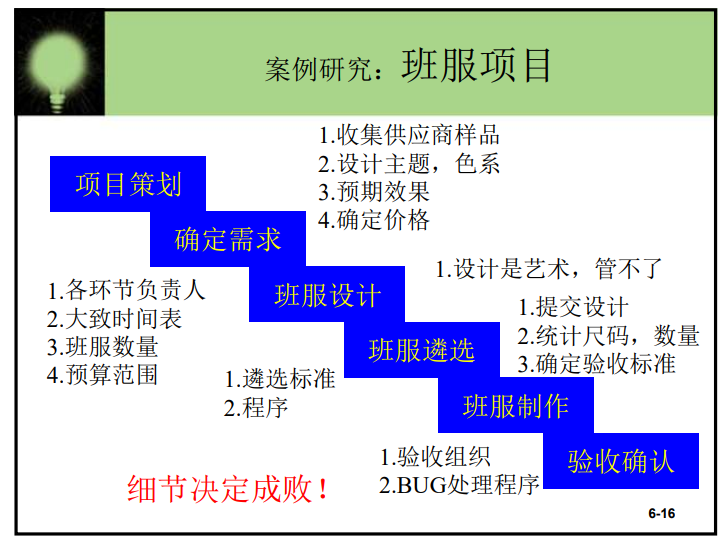 案例研究：班服项目
1.收集供应商样品
2.设计主题，色系
3.预期效果
4.确定价格
项目策划
确定需求
班服设计
班服遴选
班服制作
验收确认
1.设计是艺术，管不了
1.各环节负责人
2.大致时间表
3.班服数量
4.预算范围
1.提交设计
2.统计尺码，数量
3.确定验收标准
1.遴选标准
2.程序
1.验收组织
2.BUG处理程序
细节决定成败！
6-16